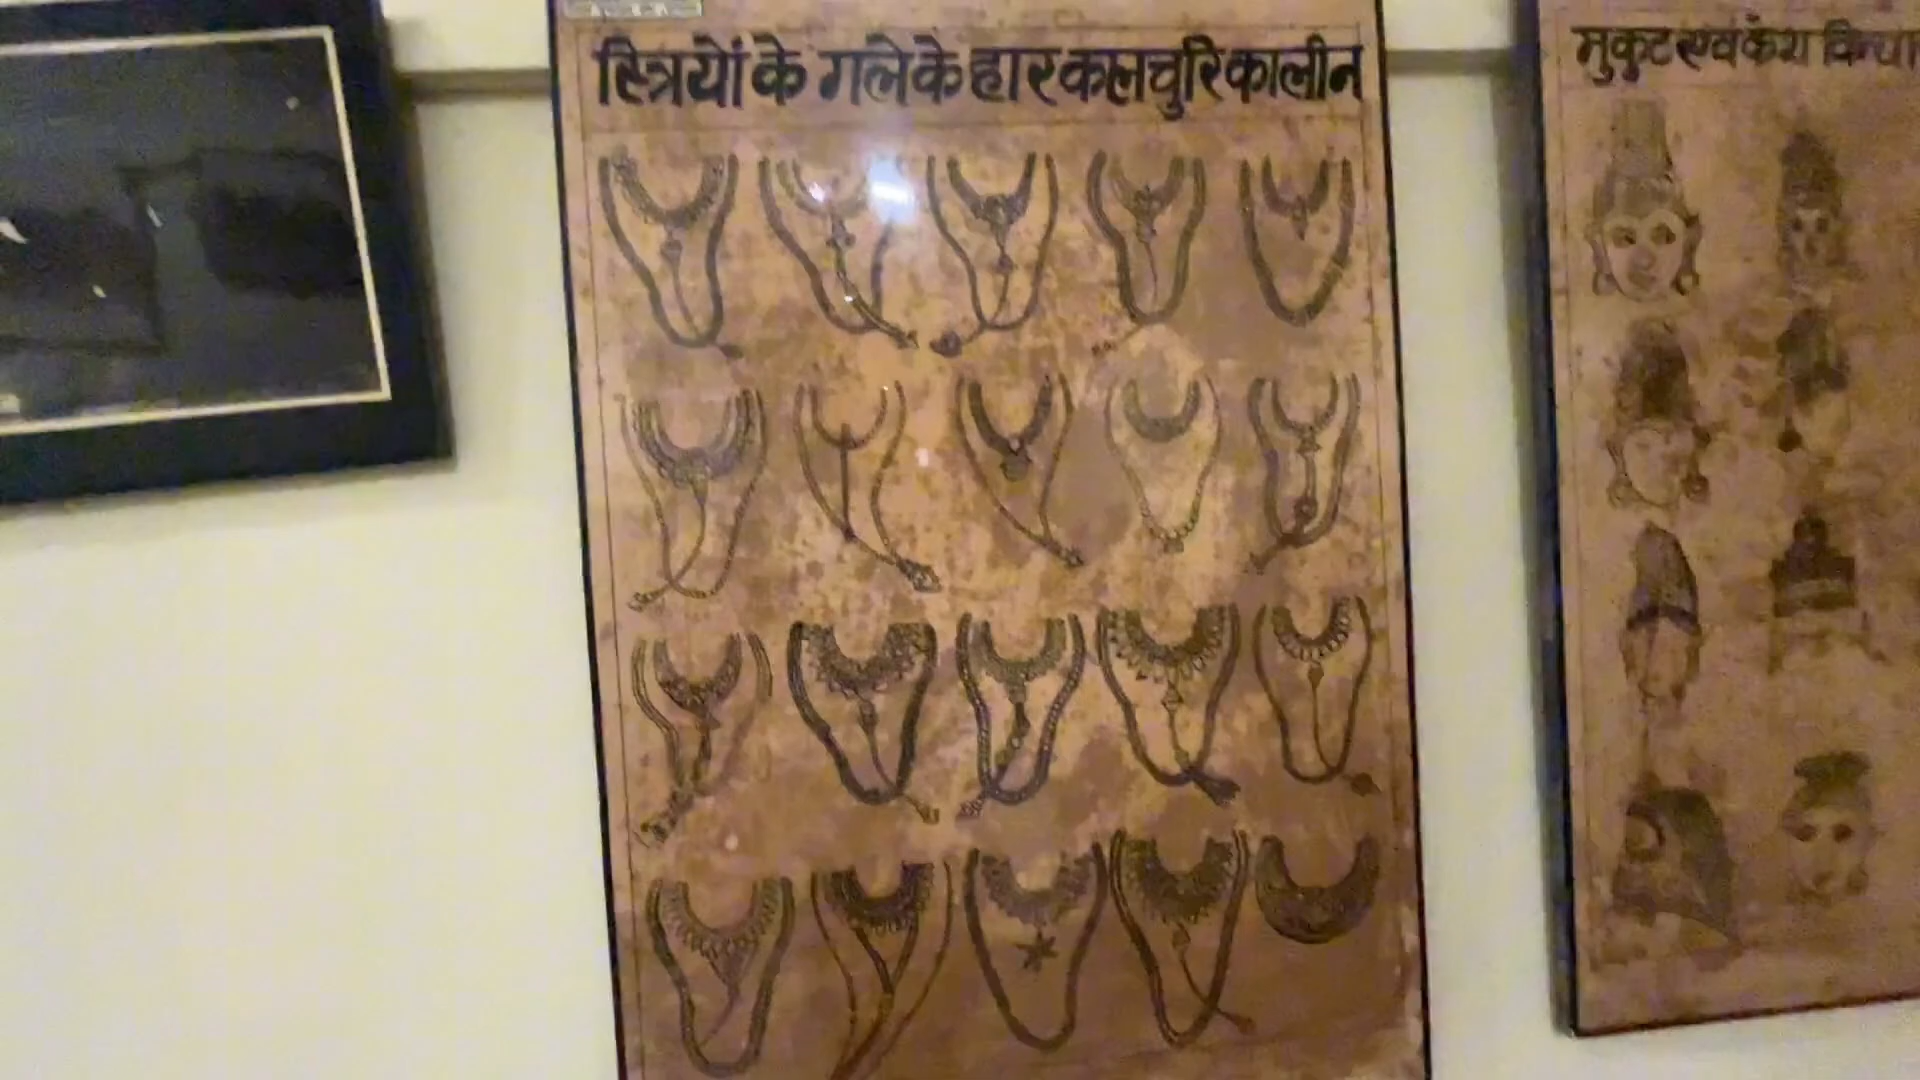 स्त्रियों के गले के हार कलचुरि कालीन
मुकुट एवं केश